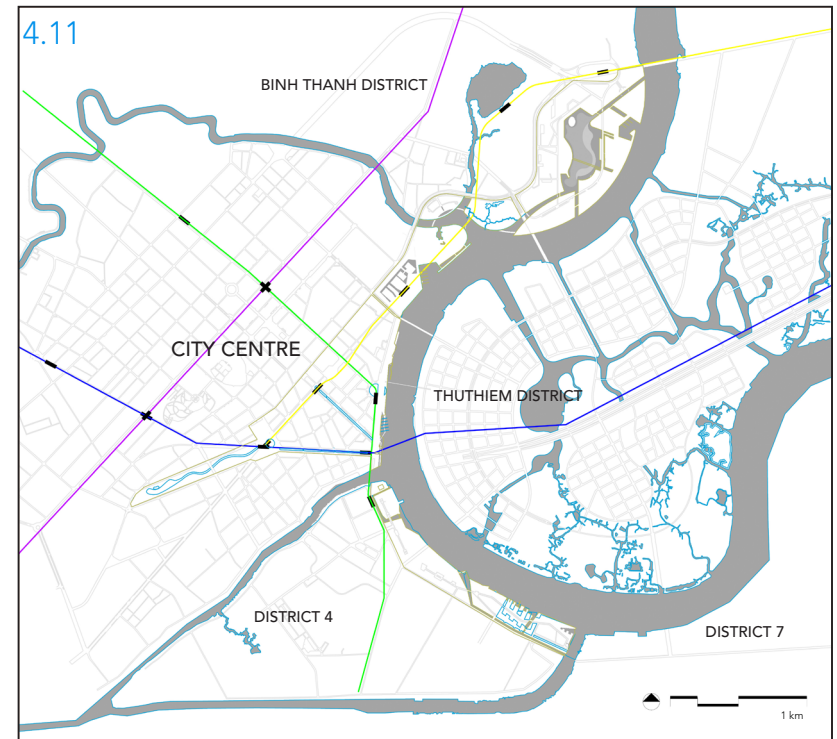 4.11
BINH THANH DISTRICT
CITY CENTRE
THUTHIEM DISTRICT
DISTRICT 4
DISTRICT 7
1 km